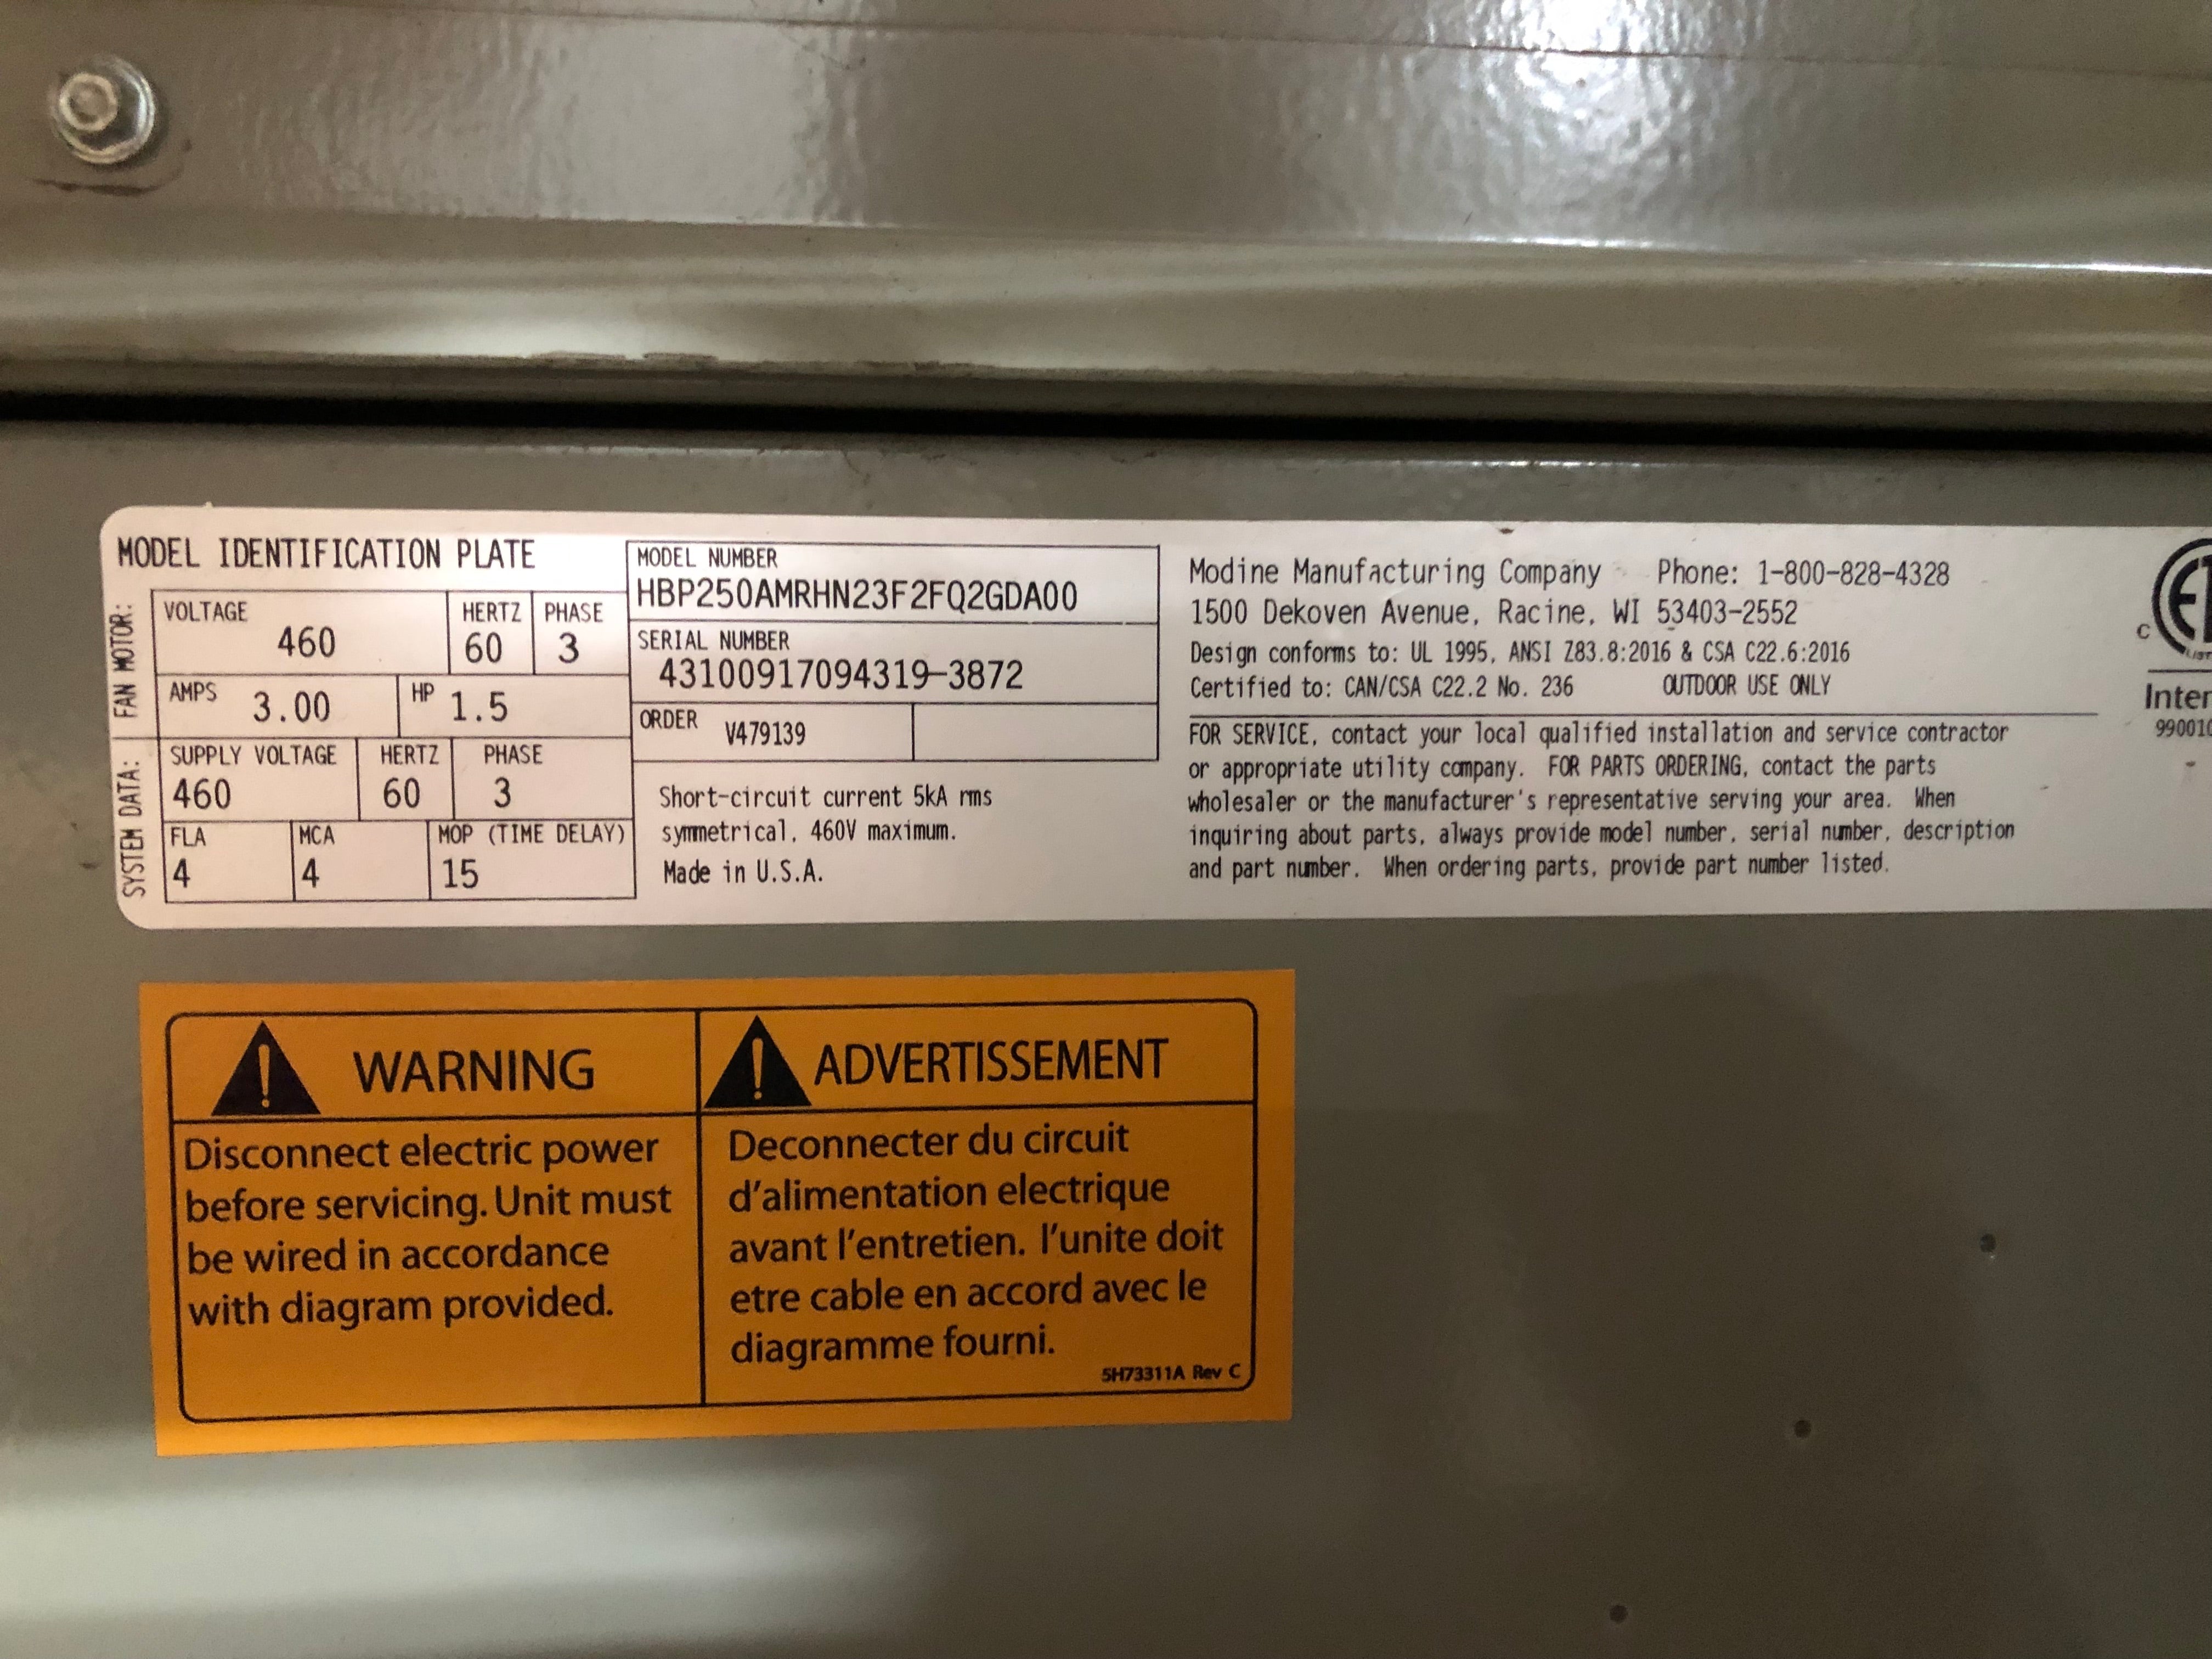 MODEL IDENTIFICATION PLATE
FAN MOTOR:
VOLTAGE HERTZ PHASE
460 60 3
AMPS 3.00 HP 1.5
SYSTEM DATA:
SUPPLY VOLTAGE HERTZ PHASE
460 60 3
FLA MCA MOP (TIME DELAY)
4 4 15
MODEL NUMBER
HBP250AMRHN23F2FQ2GDA00
SERIAL NUMBER
43100917094319-3872
ORDER V479139
Short-circuit current 5kA rms
symmetrical, 460V maximum.
Made in U.S.A.
Modine Manufacturing Company Phone: 1-800-828-4328
1500 Dekoven Avenue, Racine, WI 53403-2552
Design conforms to: UL 1995, ANSI Z83.8:2016 & CSA C22.6:2016
Certified to: CAN/CSA C22.2 No. 236 OUTDOOR USE ONLY
FOR SERVICE, contact your local qualified installation and service contractor
or appropriate utility company. FOR PARTS ORDERING, contact the parts
wholesaler or the manufacturer's representative serving your area. When
inquiring about parts, always provide model number, serial number, description
and part number. When ordering parts, provide part number listed.
C
Inter
990010
WARNING
Disconnect electric power
before servicing. Unit must
be wired in accordance
with diagram provided.
ADVERTISSEMENT
Deconnecter du circuit
d'alimentation electrique
avant l'entretien. l'unite doit
etre cable en accord avec le
diagramme fourni.
5H73311A Rev C